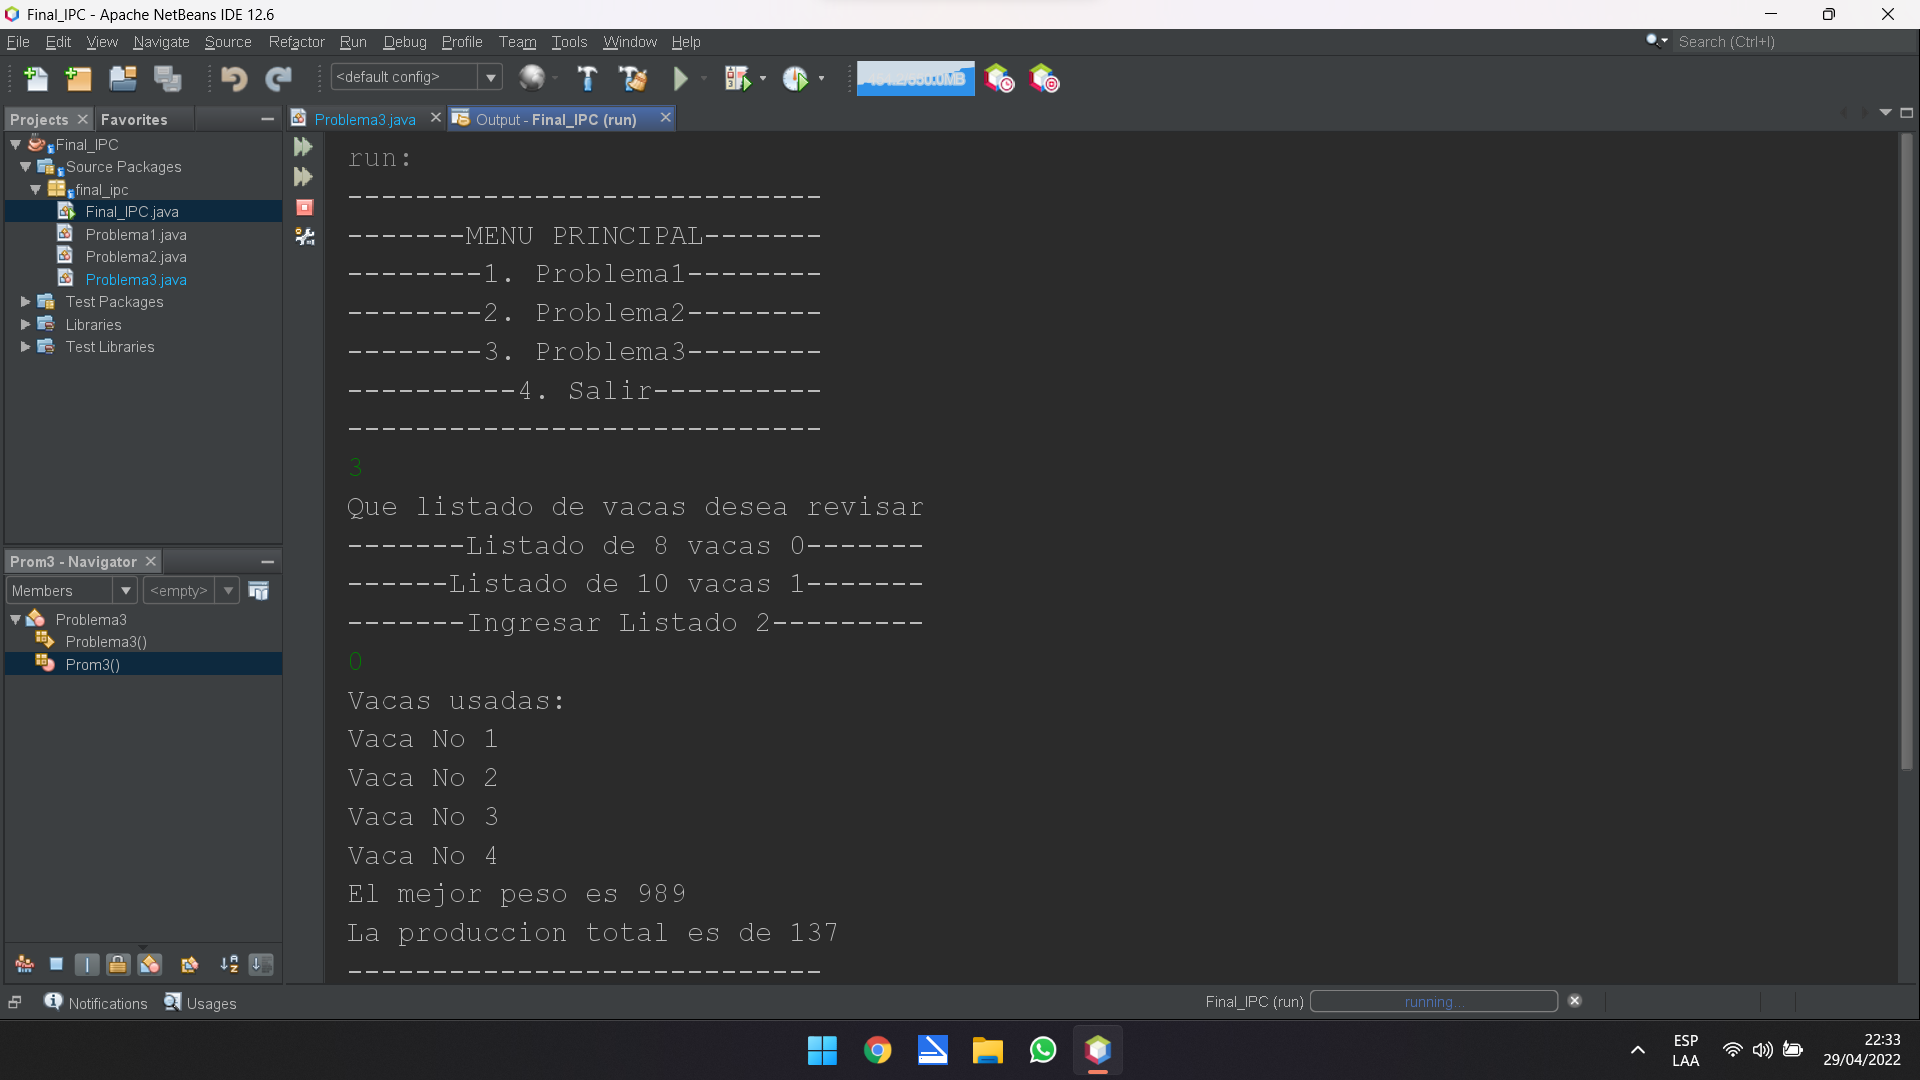 Final_IPC - Apache NetBeans IDE 12.6
File Edit View Navigate Source Refactor Run Debug Profile Team Tools Window Help
Search (Ctrl+I)
<default config>
Projects Favorites
Final_IPC
Source Packages
final_ipc
Final_IPC.java
Problema1.java
Problema2.java
Problema3.java
Test Packages
Libraries
Test Libraries
Prom3 - Navigator
Members <empty>
Problema3
Problema3()
Prom3()
Problema3.java Output - Final_IPC (run)
run:
----------------------------
-------MENU PRINCIPAL-------
--------1. Problema1--------
--------2. Problema2--------
--------3. Problema3--------
----------4. Salir----------
----------------------------
3
Que listado de vacas desea revisar
-------Listado de 8 vacas 0-------
------Listado de 10 vacas 1-------
-------Ingresar Listado 2---------
0
Vacas usadas:
Vaca No 1
Vaca No 2
Vaca No 3
Vaca No 4
El mejor peso es 989
La produccion total es de 137
----------------------------
Notifications Usages
Final_IPC (run) running...
ESP
LAA
22:33
29/04/2022